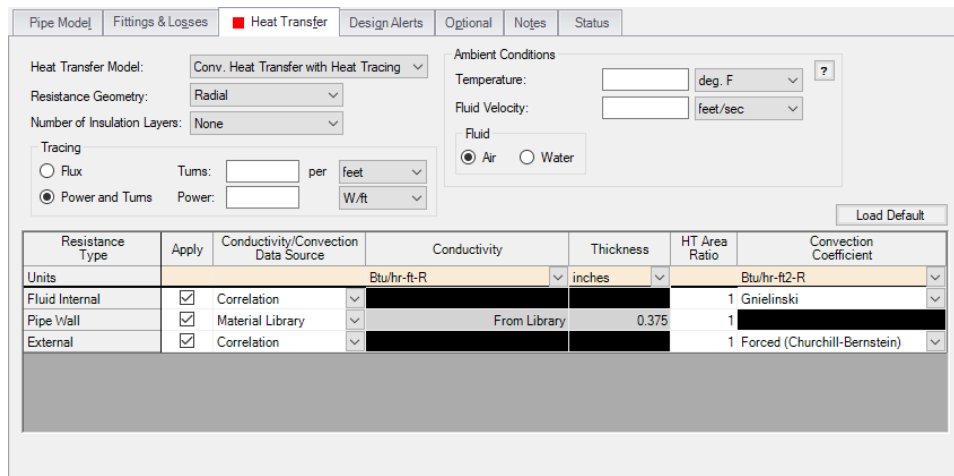 Pipe Model Fittings & Losses Heat Transfer Design Alerts Optional Notes Status
Heat Transfer Model: Conv. Heat Transfer with Heat Tracing
Resistance Geometry: Radial
Number of Insulation Layers: None
Tracing
Flux Turns: per feet
Power and Turns Power: W/ft
Ambient Conditions
Temperature: deg. F ?
Fluid Velocity: feet/sec
Fluid
Air Water
Load Default
Resistance Type Apply Conductivity/Convection Data Source Conductivity Thickness HT Area Ratio Convection Coefficient
Units Btu/hr-ft-R inches Btu/hr-ft2-R
Fluid Internal Correlation 1 Gnielinski
Pipe Wall Material Library From Library 0.375 1
External Correlation 1 Forced (Churchill-Bernstein)